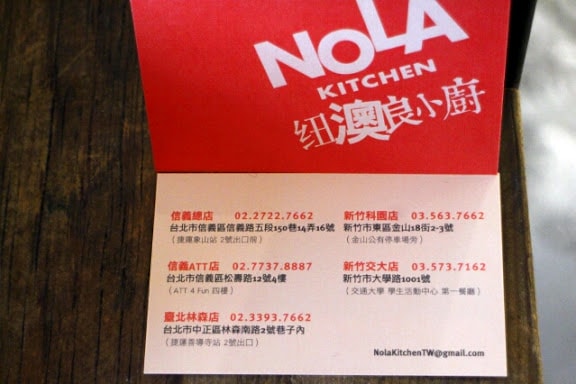 NOLA
KITCHEN
纽澳良小廚
信義總店 02.2722.7662
台北市信義區信義路五段150巷14弄16號
（捷運象山站 2號出口前）
信義ATT店 02.7737.8887
台北市信義區松壽路12號4樓
（ATT 4 Fun 四樓）
臺北林森店 02.3393.7662
台北市中正區林森南路2號巷子內
（捷運善導寺站 2號出口）
新竹科園店 03.563.7662
新竹市東區金山18街2-3號
（金山公有停車場旁）
新竹交大店 03.573.7162
新竹市大學路1001號
（交通大學 學生活動中心 第一餐廳）
NolaKitchenTW@gmail.com